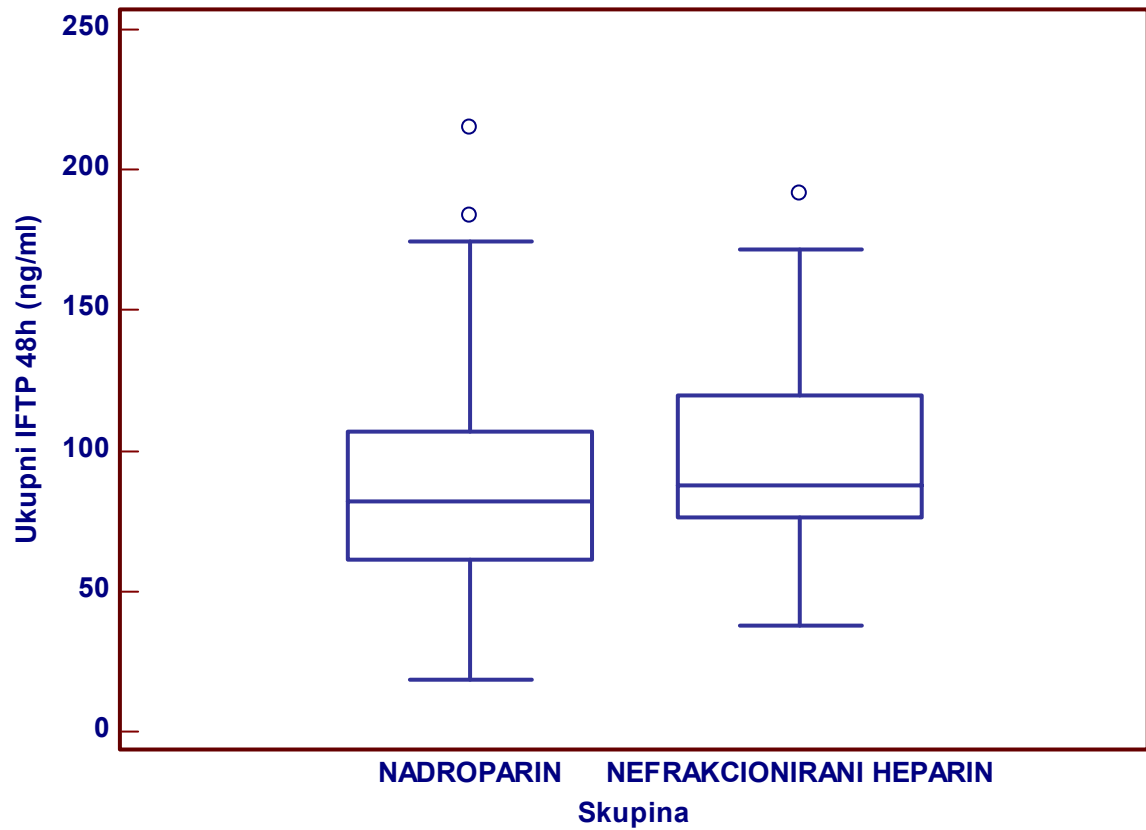 Ukupni IFTP 48h (ng/ml)
250
200
150
100
50
0
NADROPARIN
NEFRAKCIONIRANI HEPARIN
Skupina